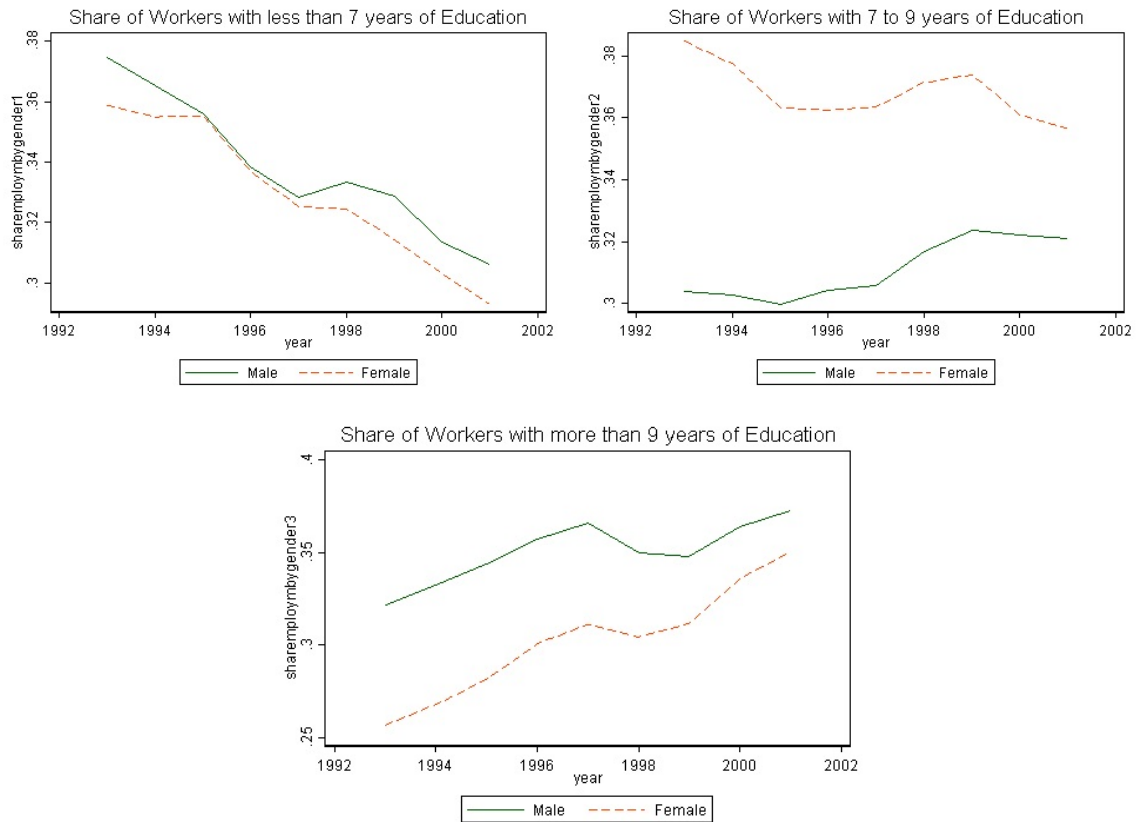 Share of Workers with less than 7 years of Education
sharemploymbygender1
.38
.36
.34
.32
.3
1992 1994 1996 1998 2000 2002
year
Male Female
Share of Workers with 7 to 9 years of Education
sharemploymbygender2
.38
.36
.34
.32
.3
1992 1994 1996 1998 2000 2002
year
Male Female
Share of Workers with more than 9 years of Education
sharemploymbygender3
.4
.35
.3
.25
1992 1994 1996 1998 2000 2002
year
Male Female